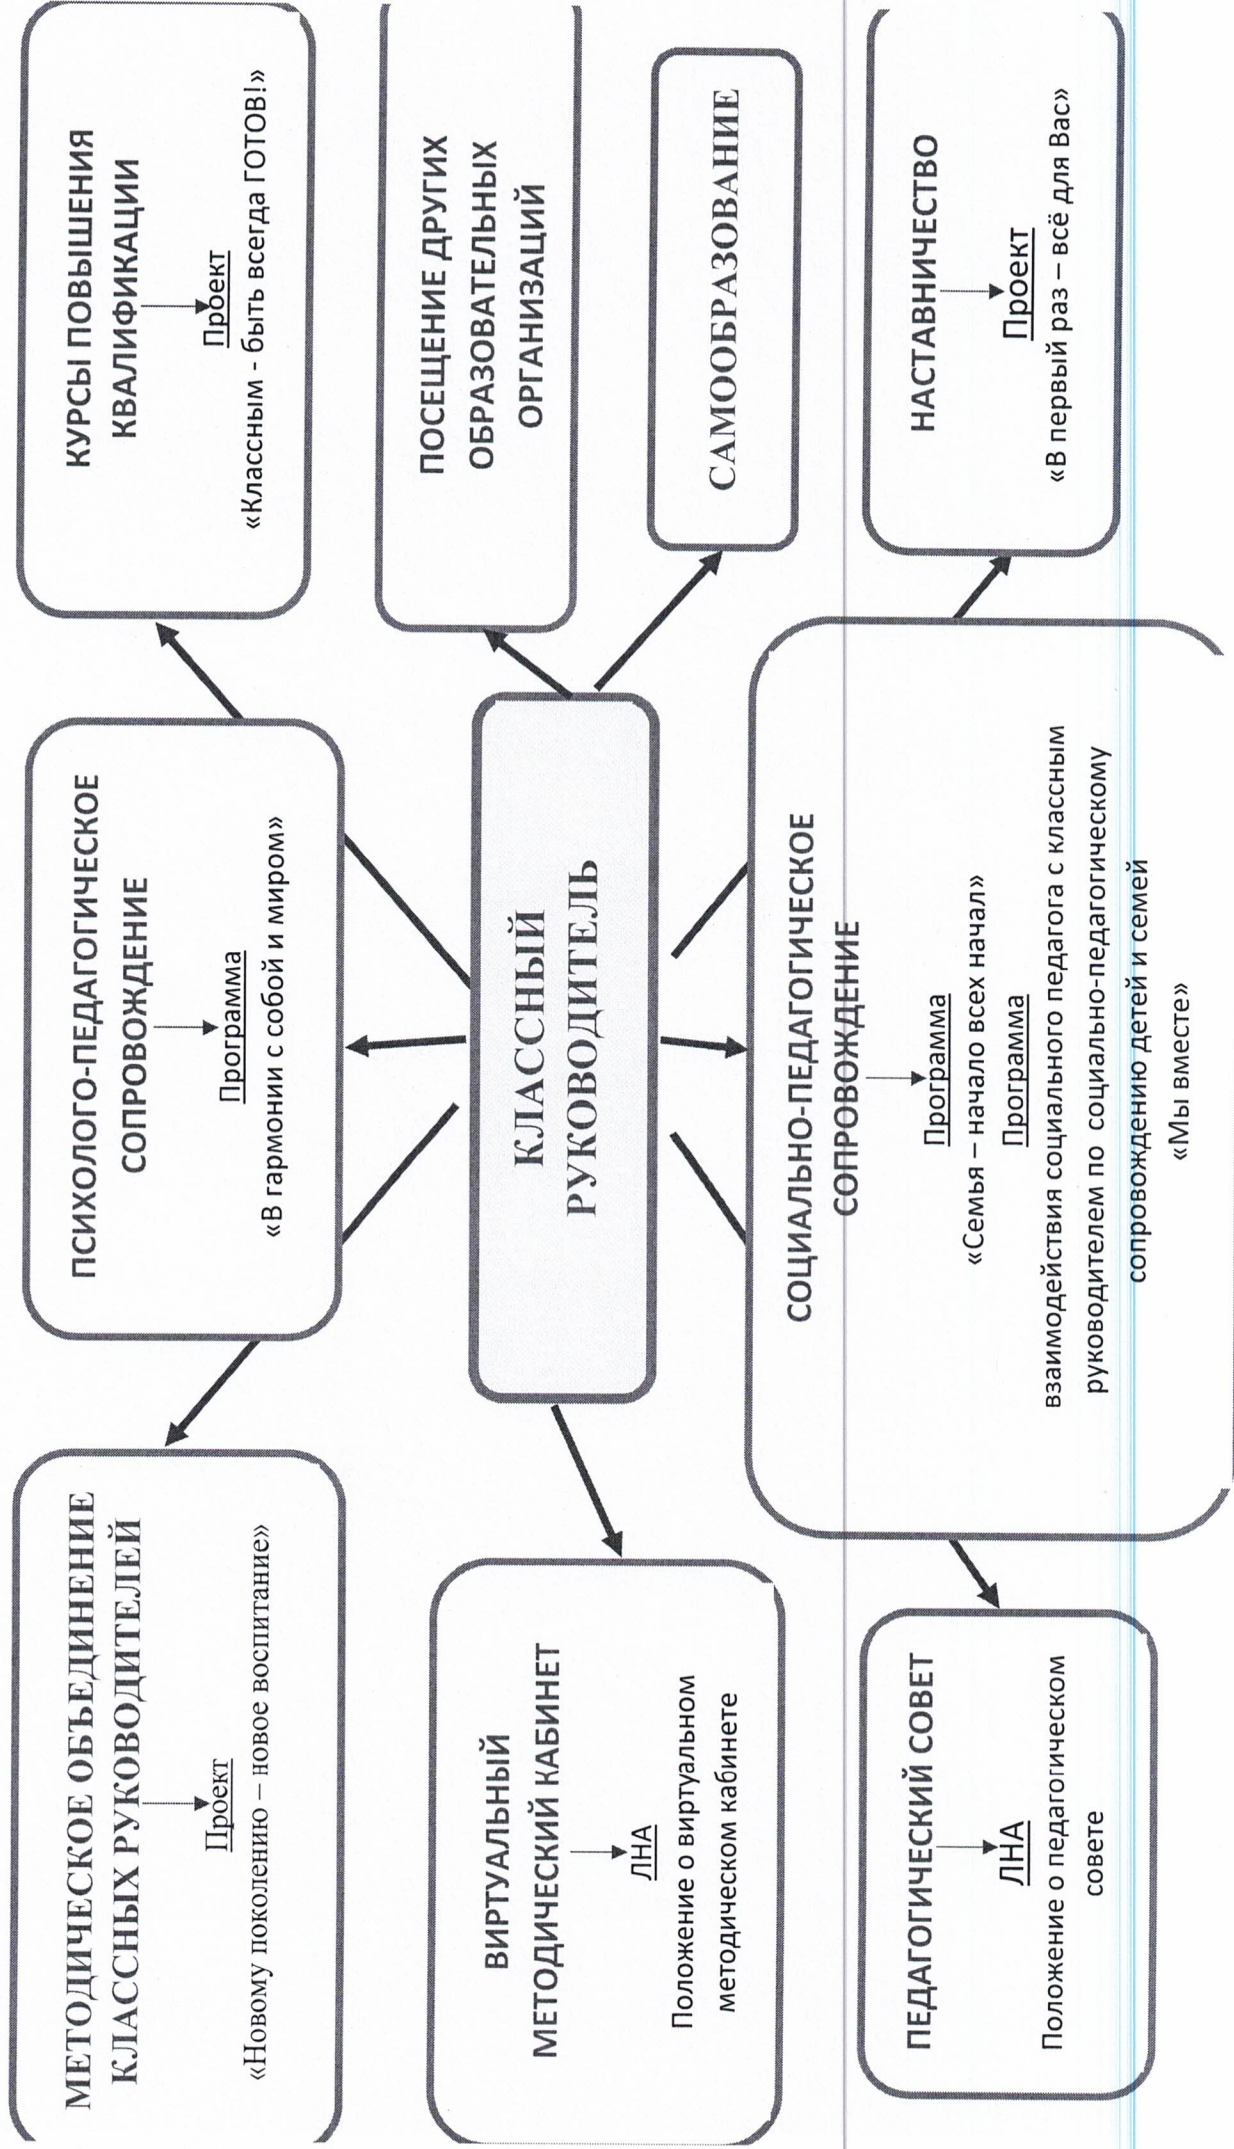 МЕТОДИЧЕСКОЕ ОБЪЕДИНЕНИЕ
КЛАССНЫХ РУКОВОДИТЕЛЕЙ
Проект
«Новому поколению – новое воспитание»
ПСИХОЛОГО-ПЕДАГОГИЧЕСКОЕ
СОПРОВОЖДЕНИЕ
Программа
«В гармонии с собой и миром»
КУРСЫ ПОВЫШЕНИЯ
КВАЛИФИКАЦИИ
Проект
«Классным - быть всегда ГОТОВ!»
ВИРТУАЛЬНЫЙ
МЕТОДИЧЕСКИЙ КАБИНЕТ
ЛНА
Положение о виртуальном
методическом кабинете
КЛАССНЫЙ
РУКОВОДИТЕЛЬ
ПОСЕЩЕНИЕ ДРУГИХ
ОБРАЗОВАТЕЛЬНЫХ
ОРГАНИЗАЦИЙ
САМООБРАЗОВАНИЕ
ПЕДАГОГИЧЕСКИЙ СОВЕТ
ЛНА
Положение о педагогическом
совете
СОЦИАЛЬНО-ПЕДАГОГИЧЕСКОЕ
СОПРОВОЖДЕНИЕ
Программа
«Семья – начало всех начал»
Программа
взаимодействия социального педагога с классным
руководителем по социально-педагогическому
сопровождению детей и семей
«Мы вместе»
НАСТАВНИЧЕСТВО
Проект
«В первый раз – всё для Вас»